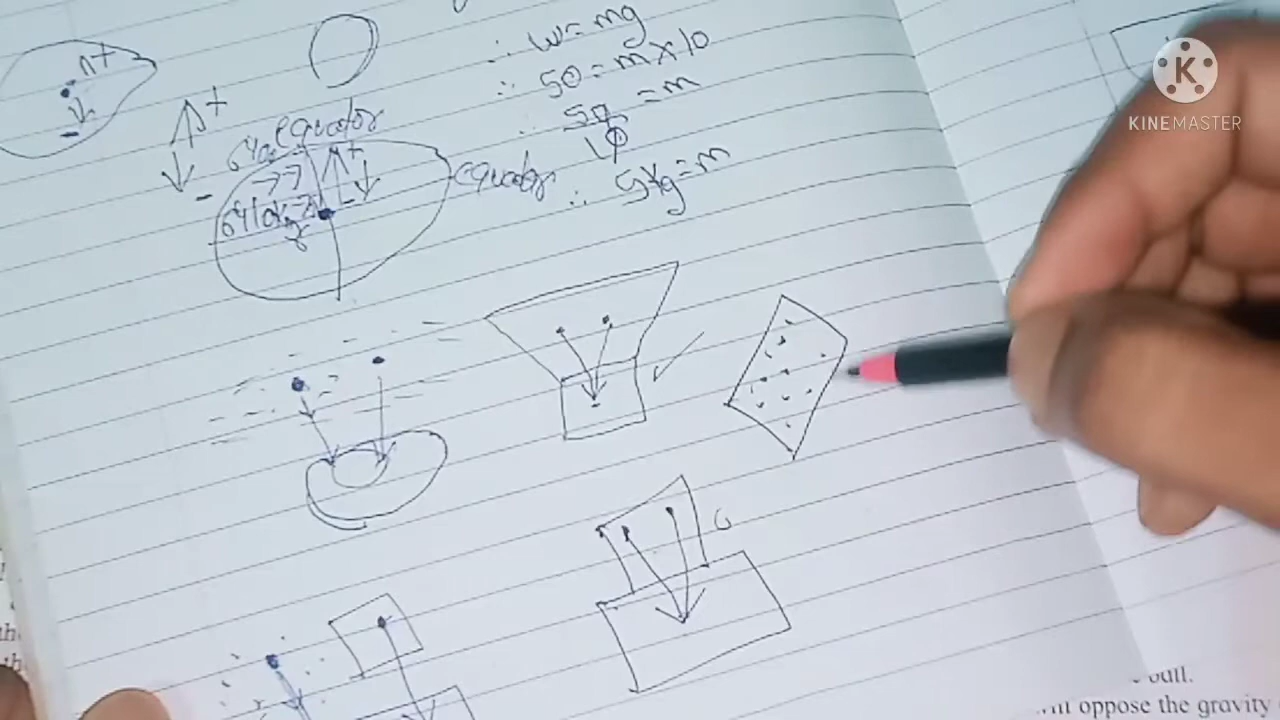 ∴ W = mg
∴ 50 = m × 10
∴ 50/10 = m
∴ 5kg = m
n+
-
+
-
equator
equator
+
-
K
KINEMASTER
oppose the gravity